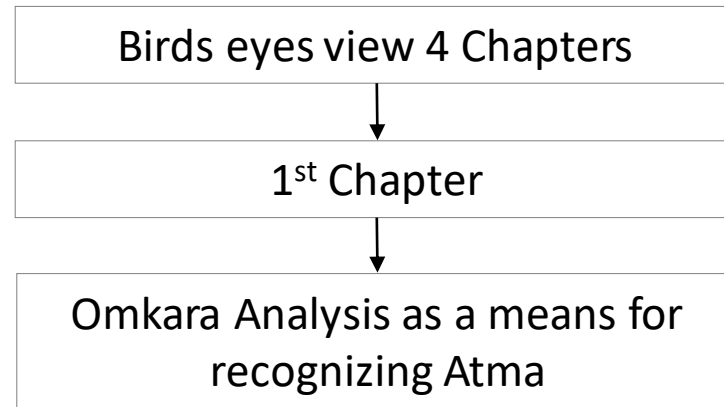 Birds eyes view 4 Chapters
1st Chapter
Omkara Analysis as a means for
recognizing Atma